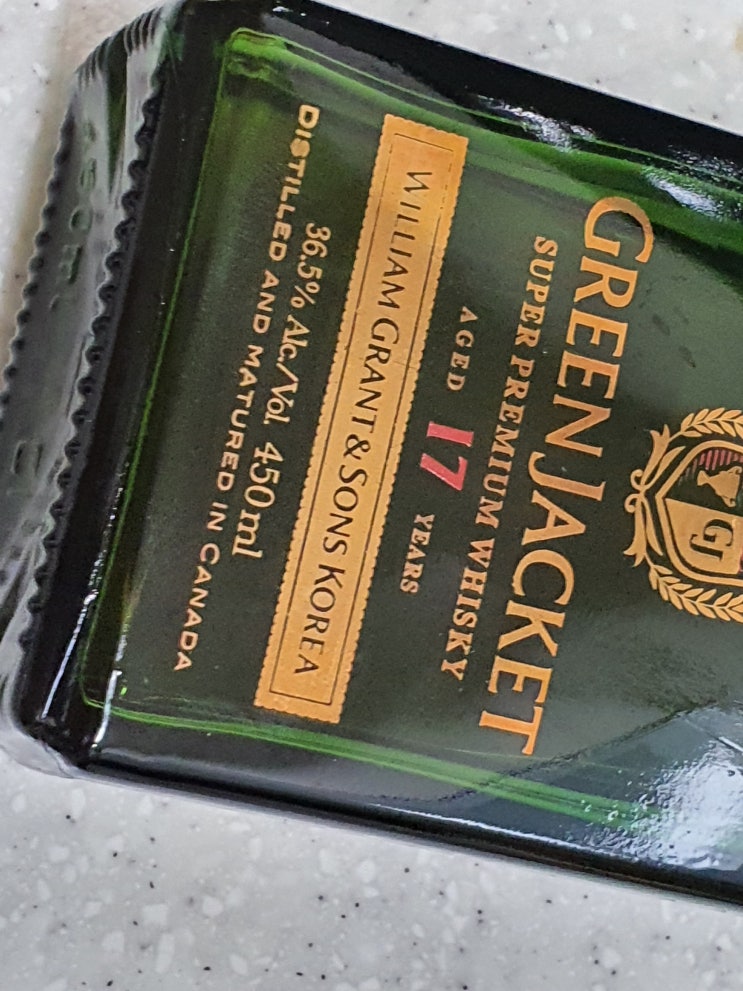 GJ
GREEN JACKET
SUPER PREMIUM WHISKY
AGED 17 YEARS
WILLIAM GRANT & SONS KOREA
36.5% Alc./Vol. 450ml
DISTILLED AND MATURED IN CANADA